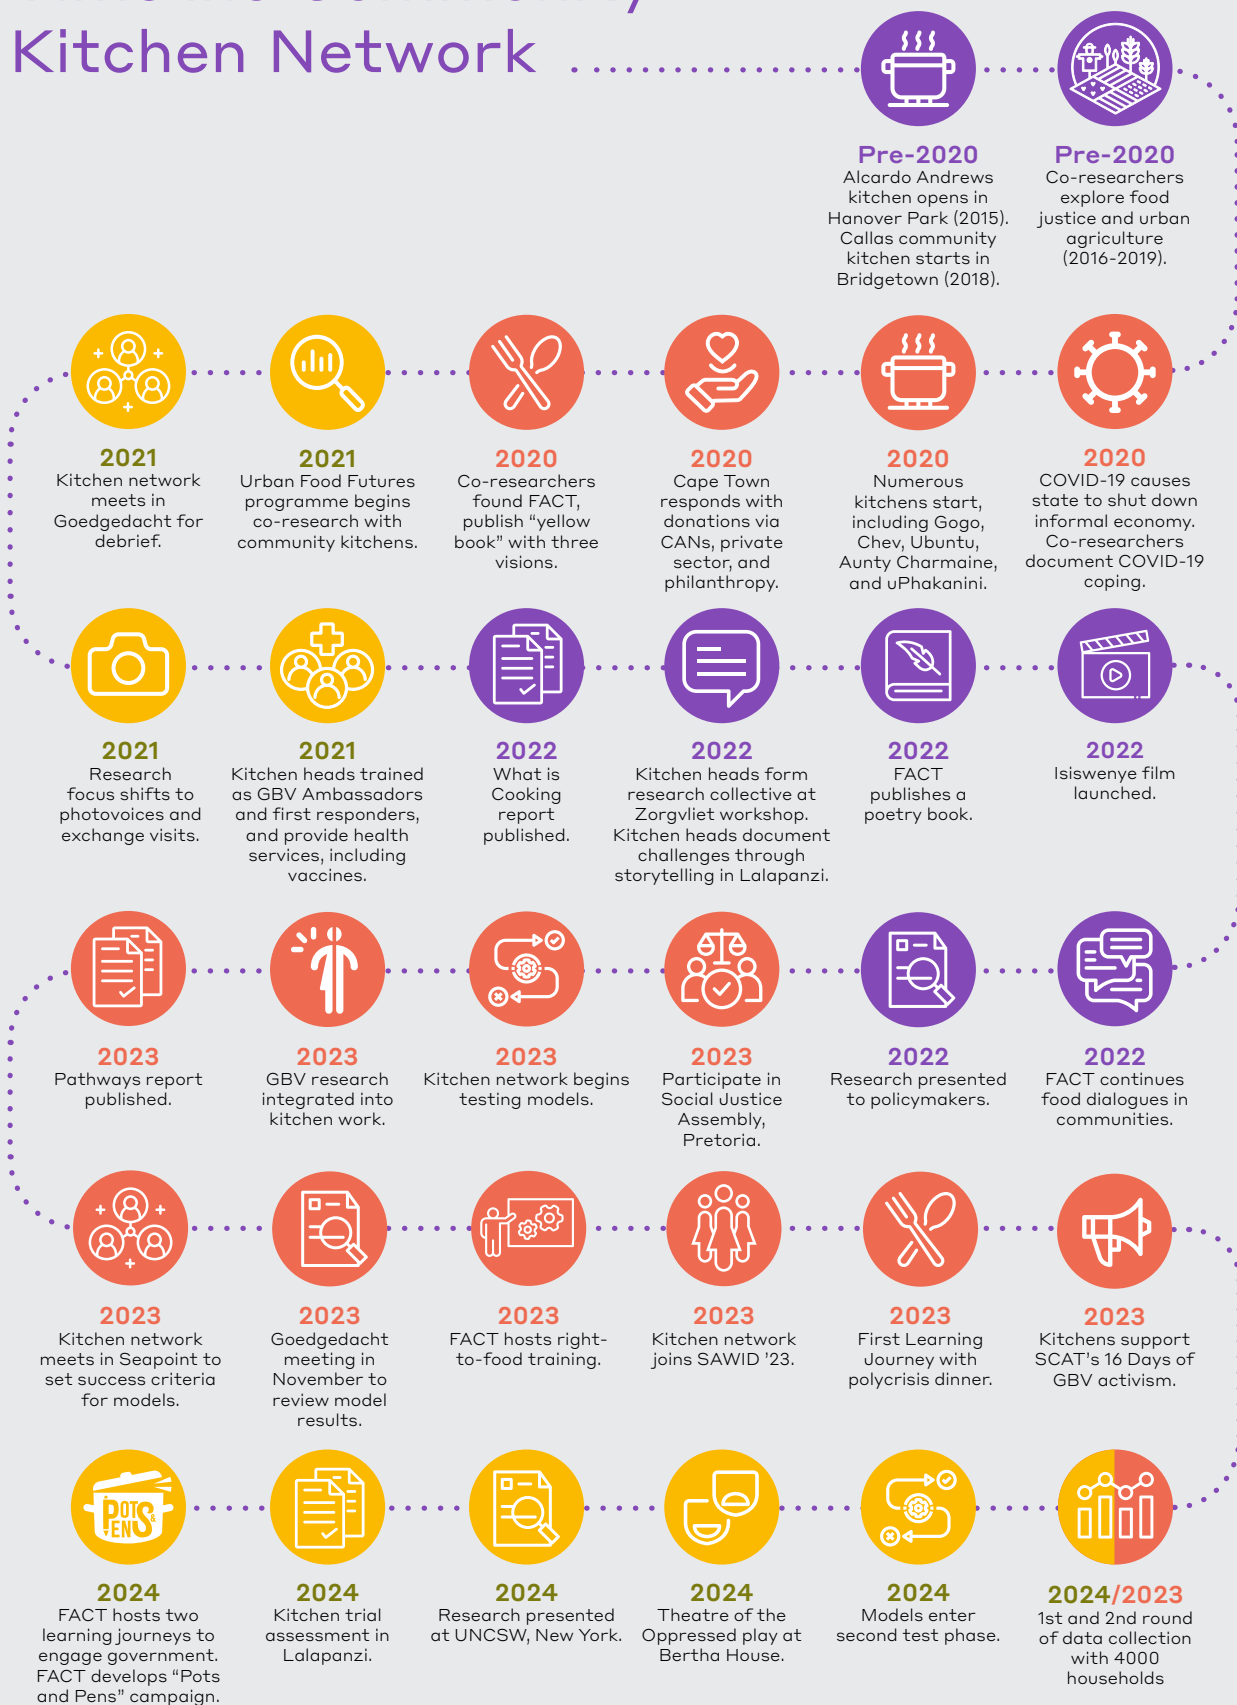 Kitchen Network
Pre-2020
Alcardo Andrews
kitchen opens in
Hanover Park (2015).
Callas community
kitchen starts in
Bridgetown (2018).
Pre-2020
Co-researchers
explore food
justice and urban
agriculture
(2016-2019).
2021
Kitchen network
meets in
Goedgedacht for
debrief.
2021
Urban Food Futures
programme begins
co-research with
community kitchens.
2020
Co-researchers
found FACT,
publish “yellow
book” with three
visions.
2020
Cape Town
responds with
donations via
CANs, private
sector, and
philanthropy.
2020
Numerous
kitchens start,
including Gogo,
Chev, Ubuntu,
Aunty Charmaine,
and uPhakanini.
2020
COVID-19 causes
state to shut down
informal economy.
Co-researchers
document COVID-19
coping.
2021
Research
focus shifts to
photovoices and
exchange visits.
2021
Kitchen heads trained
as GBV Ambassadors
and first responders,
and provide health
services, including
vaccines.
2022
What is
Cooking
report
published.
2022
Kitchen heads form
research collective at
Zorgvliet workshop.
Kitchen heads document
challenges through
storytelling in Lalapanzi.
2022
FACT
publishes a
poetry book.
2022
Isiswenye film
launched.
2023
Pathways report
published.
2023
GBV research
integrated into
kitchen work.
2023
Kitchen network begins
testing models.
2023
Participate in
Social Justice
Assembly,
Pretoria.
2022
Research presented
to policymakers.
2022
FACT continues
food dialogues in
communities.
2023
Kitchen network
meets in Seapoint to
set success criteria
for models.
2023
Goedgedacht
meeting in
November to
review model
results.
2023
FACT hosts right-
to-food training.
2023
Kitchen network
joins SAWID ’23.
2023
First Learning
Journey with
polycrisis dinner.
2023
Kitchens support
SCAT’s 16 Days of
GBV activism.
POTS &
PENS
2024
FACT hosts two
learning journeys to
engage government.
FACT develops “Pots
and Pens” campaign.
2024
Kitchen trial
assessment in
Lalapanzi.
2024
Research presented
at UNCSW, New York.
2024
Theatre of the
Oppressed play at
Bertha House.
2024
Models enter
second test phase.
2024/2023
1st and 2nd round
of data collection
with 4000
households